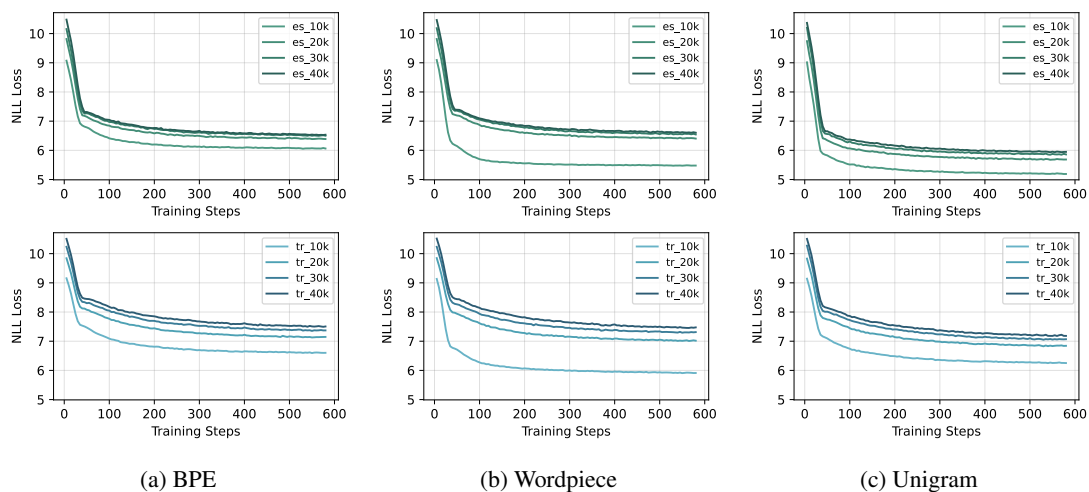 10
9
8
7
6
5
NLL Loss
0 100 200 300 400 500 600
Training Steps
es_10k
es_20k
es_30k
es_40k
10
9
8
7
6
5
NLL Loss
0 100 200 300 400 500 600
Training Steps
es_10k
es_20k
es_30k
es_40k
10
9
8
7
6
5
NLL Loss
0 100 200 300 400 500 600
Training Steps
es_10k
es_20k
es_30k
es_40k
10
9
8
7
6
5
NLL Loss
0 100 200 300 400 500 600
Training Steps
tr_10k
tr_20k
tr_30k
tr_40k
10
9
8
7
6
5
NLL Loss
0 100 200 300 400 500 600
Training Steps
tr_10k
tr_20k
tr_30k
tr_40k
10
9
8
7
6
5
NLL Loss
0 100 200 300 400 500 600
Training Steps
tr_10k
tr_20k
tr_30k
tr_40k
(a) BPE
(b) Wordpiece
(c) Unigram